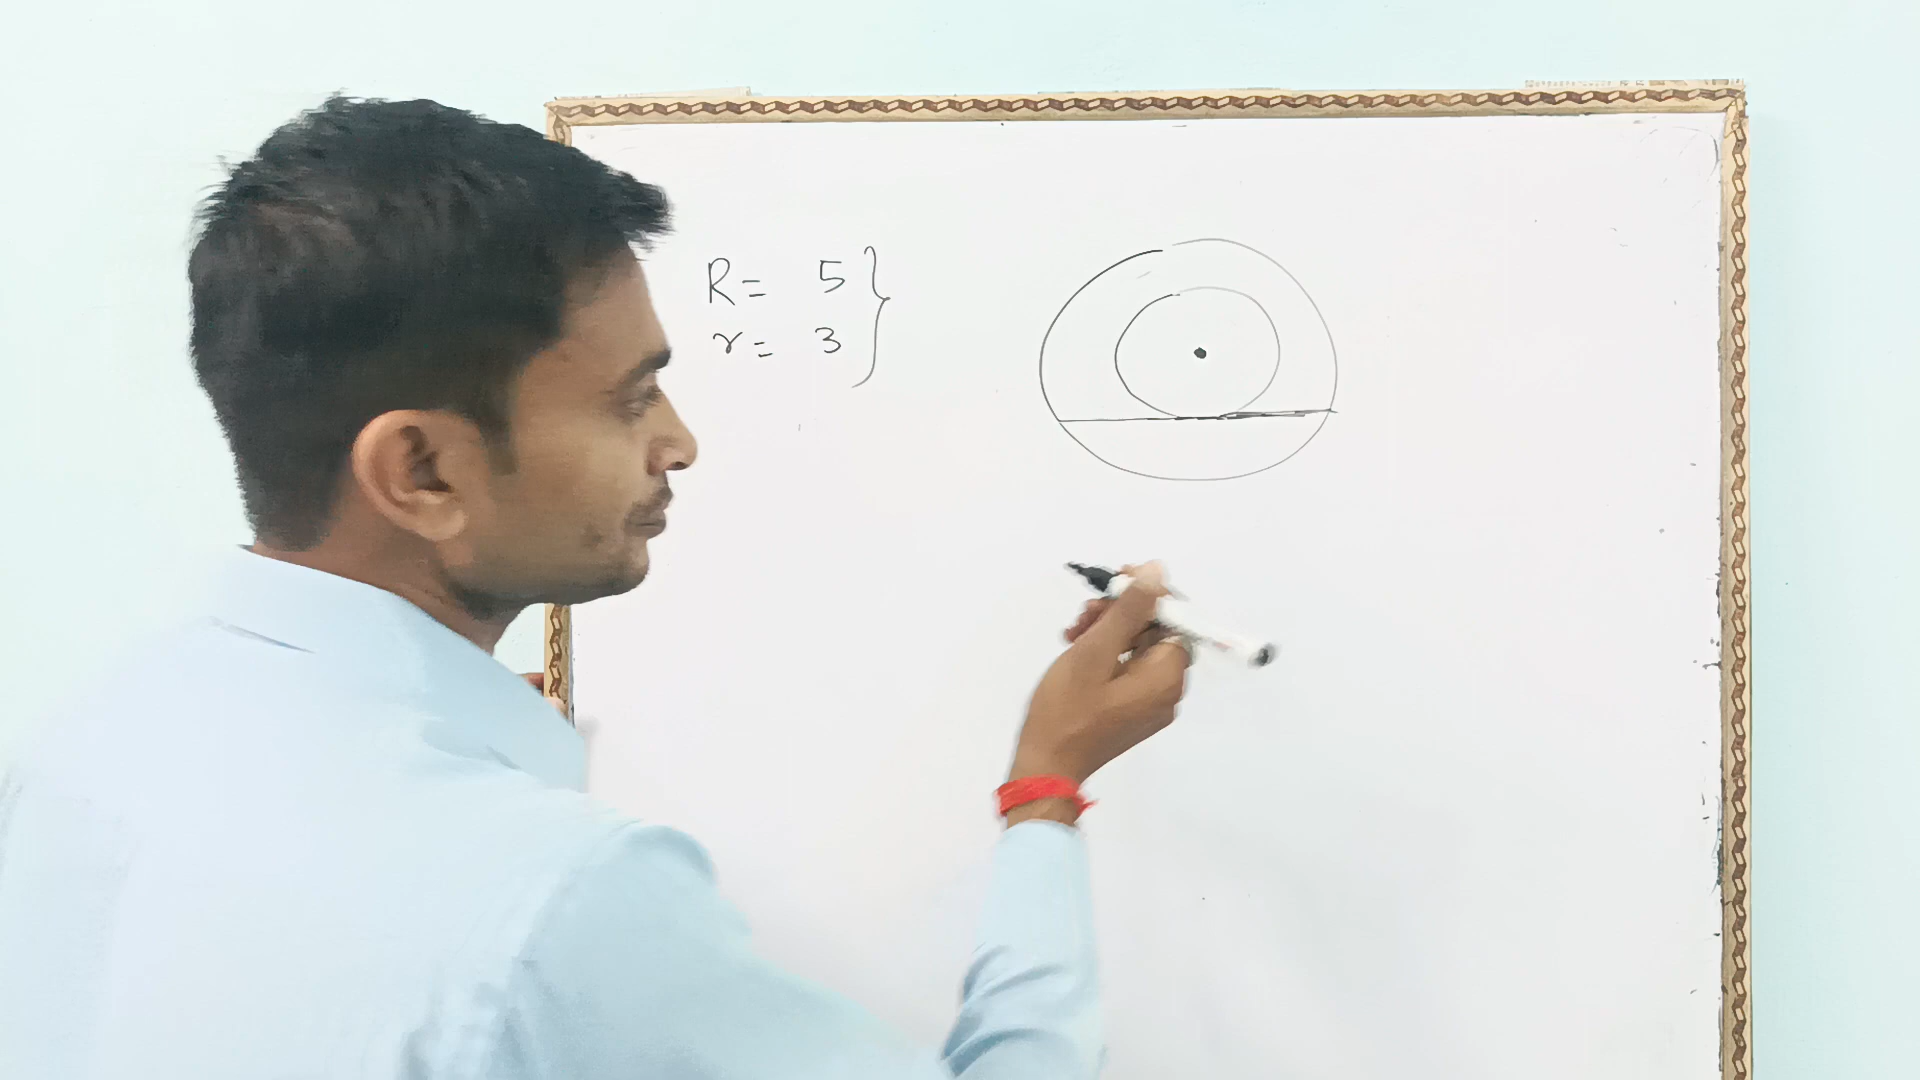 R = 5 }
r = 3